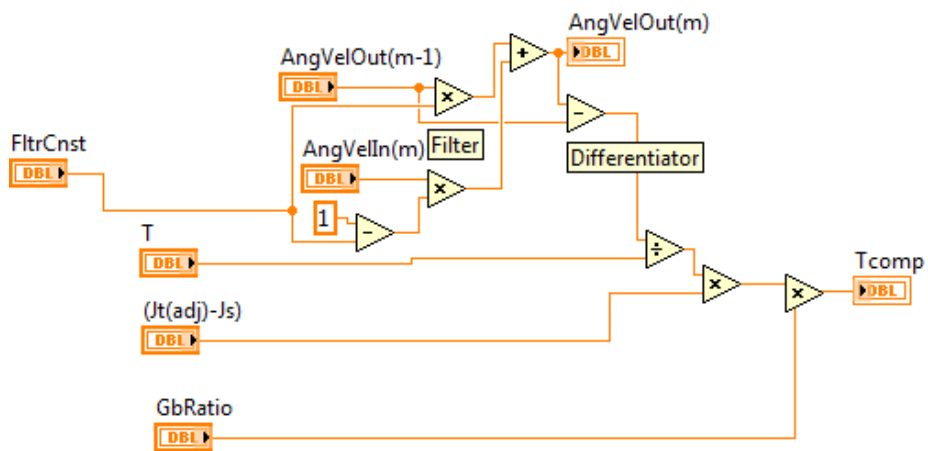 AngVelOut(m)
DBL
+
AngVelOut(m-1)
DBL
×
-
FltrCnst
DBL
AngVelIn(m)
Filter
DBL
×
Differentiator
1
-
T
DBL
÷
×
×
Tcomp
DBL
(Jt(adj)-Js)
DBL
GbRatio
DBL